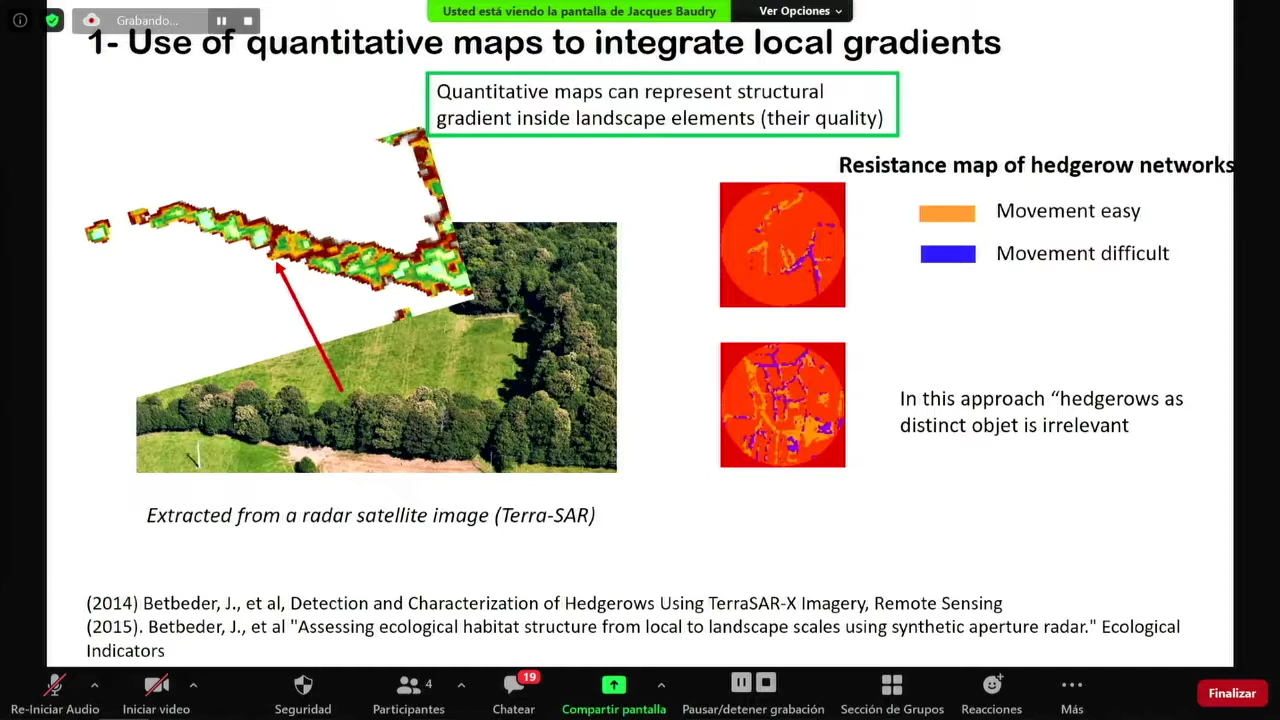 Grabando...
Usted está viendo la pantalla de Jacques Baudry
Ver Opciones
1- Use of quantitative maps to integrate local gradients
Quantitative maps can represent structural
gradient inside landscape elements (their quality)
Resistance map of hedgerow networks
Movement easy
Movement difficult
In this approach “hedgerows as
distinct objet is irrelevant
Extracted from a radar satellite image (Terra-SAR)
(2014) Betbeder, J., et al, Detection and Characterization of Hedgerows Using TerraSAR-X Imagery, Remote Sensing
(2015). Betbeder, J., et al "Assessing ecological habitat structure from local to landscape scales using synthetic aperture radar." Ecological
Indicators
Re-Iniciar Audio
Iniciar video
Seguridad
4
Participantes
19
Chatear
Compartir pantalla
Pausar/detener grabación
Sección de Grupos
Reacciones
Más
Finalizar